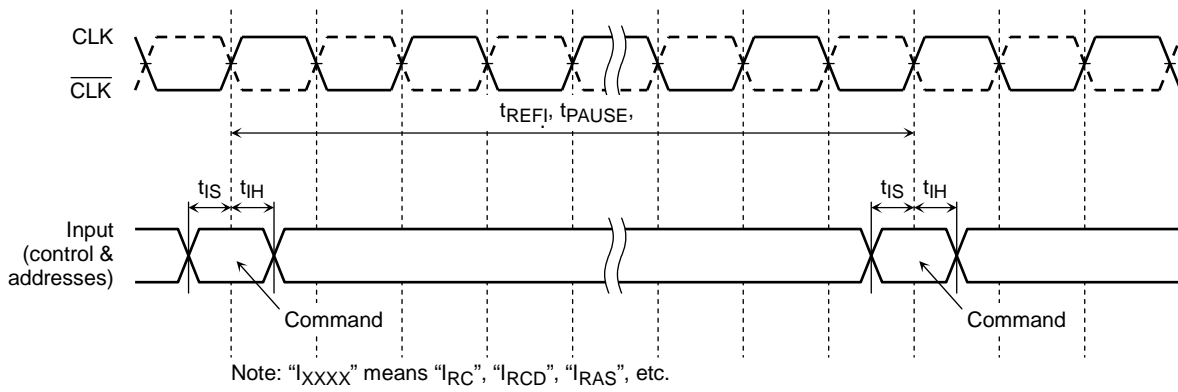 CLK
CLK
tREFI, tPAUSE,
tIS
tIH
tIS
tIH
Input
(control &
addresses)
Command
Command
Note: “IXXXX” means “IRC”, “IRCD”, “IRAS”, etc.